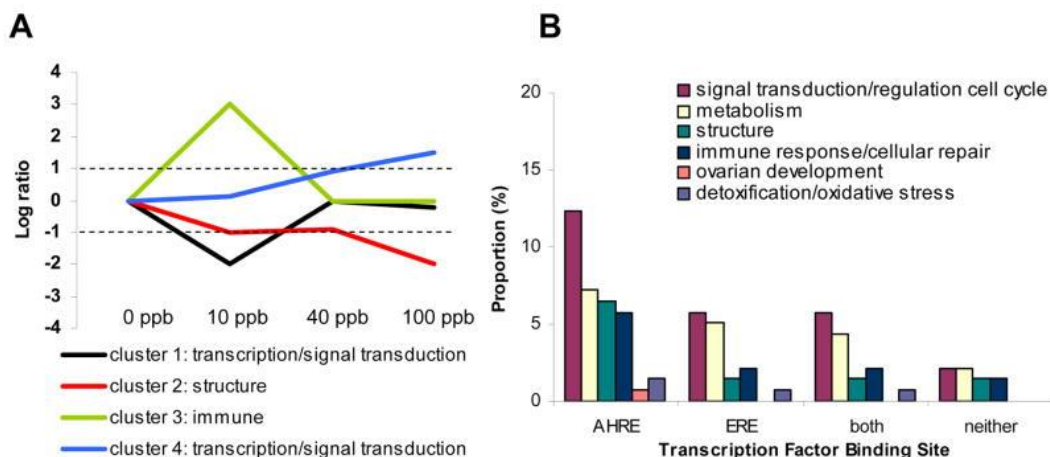 A
Log ratio
4
3
2
1
0
-1
-2
-3
-4
0 ppb 10 ppb 40 ppb 100 ppb
cluster 1: transcription/signal transduction
cluster 2: structure
cluster 3: immune
cluster 4: transcription/signal transduction
B
Proportion (%)
20
15
10
5
0
signal transduction/regulation cell cycle
metabolism
structure
immune response/cellular repair
ovarian development
detoxification/oxidative stress
AHRE ERE both neither
Transcription Factor Binding Site